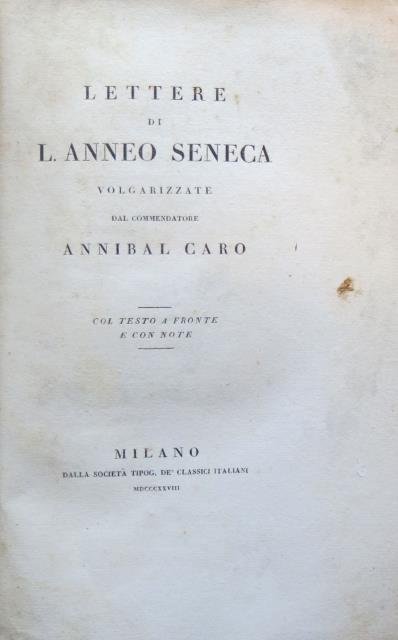 LETTERE
DI
L. ANNEO SENECA
VOLGARIZZATE
DAL COMMENDATORE
ANNIBAL CARO
COL TESTO A FRONTE
E CON NOTE
MILANO
DALLA SOCIETÀ TIPOG. DE' CLASSICI ITALIANI
MDCCCXXVIII